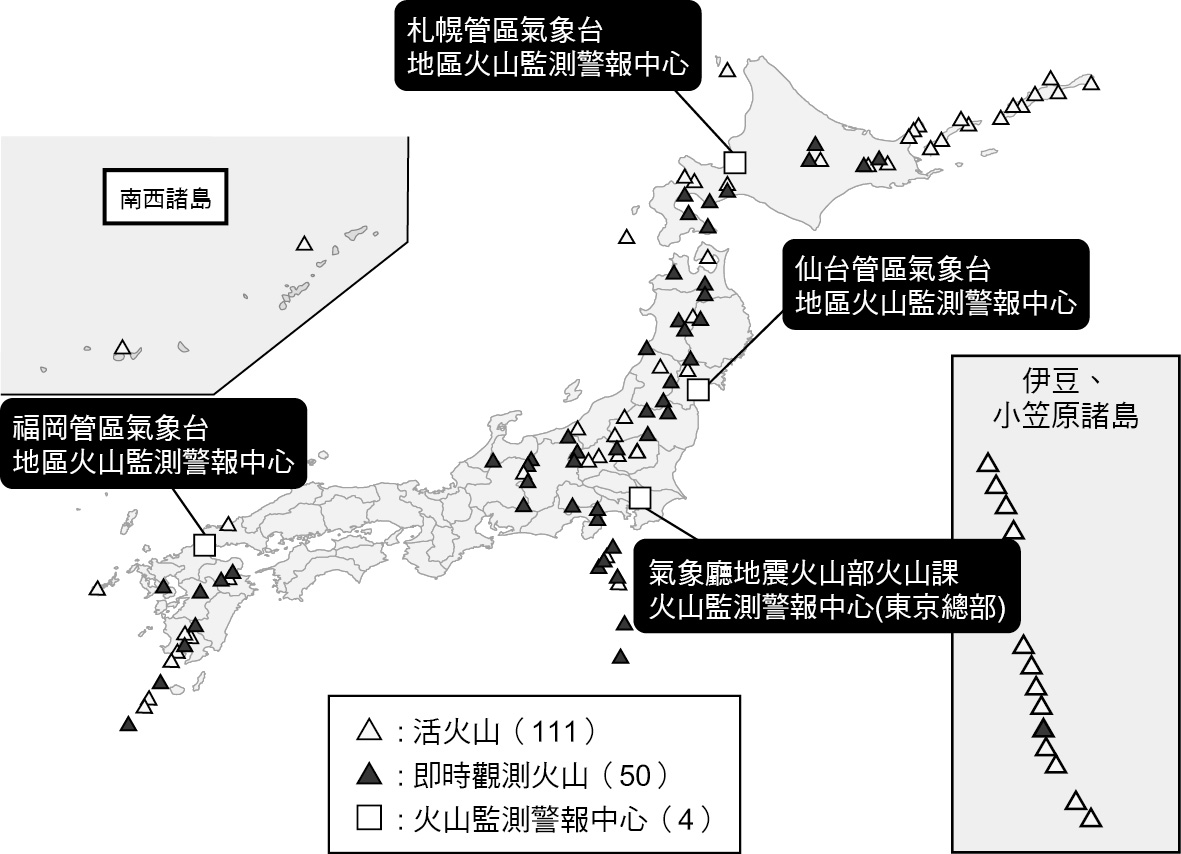 札幌管區氣象台
地區火山監測警報中心
南西諸島
仙台管區氣象台
地區火山監測警報中心
伊豆、
小笠原諸島
福岡管區氣象台
地區火山監測警報中心
氣象廳地震火山部火山課
火山監測警報中心(東京總部)
：活火山（111）
：即時觀測火山（50）
：火山監測警報中心（4）